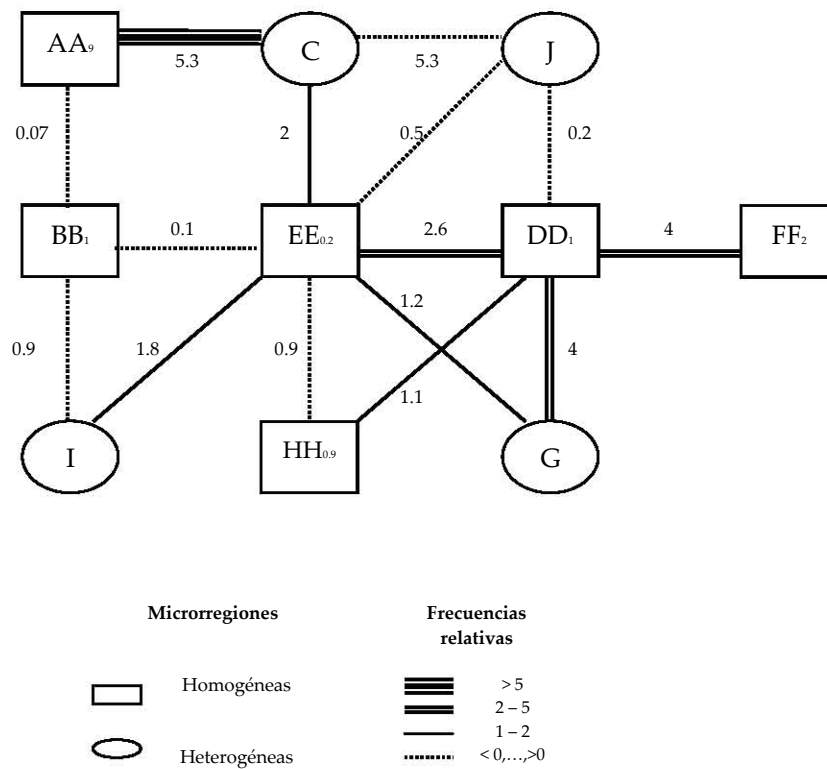 AA9 C J
5.3 5.3
0.07 2 0.5 0.2
BB1 0.1 EE0.2 2.6 DD1 4 FF2
0.9 1.8 0.9 1.2 1.1 4
I HH0.9 G
Microrregiones
Homogéneas
Heterogéneas
Frecuencias
relativas
> 5
2 – 5
1 – 2
< 0,…,>0